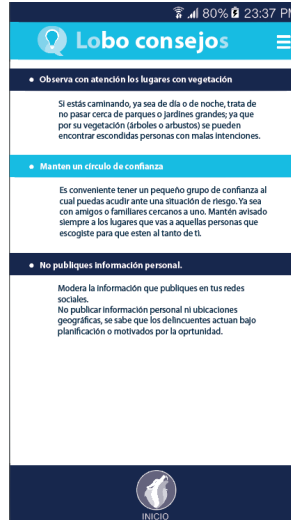 80% 23:37 PM
Lobo consejos
• Observa con atención los lugares con vegetación
Si estás caminando, ya sea de día o de noche, trata de
no pasar cerca de parques o jardines grandes; ya que
por su vegetación (árboles o arbustos) se pueden
encontrar escondidas personas con malas intenciones.
• Manten un circulo de confianza
Es conveniente tener un pequeño grupo de confianza al
cual puedas acudir ante una situación de riesgo. Ya sea
con amigos o familiares cercanos a uno. Mantén avisado
siempre a los lugares que vas a aquellas personas que
escogiste para que esten al tanto de ti.
• No publiques información personal.
Modera la información que publiques en tus redes
sociales.
No publicar información personal ni ubicaciones
geográficas, se sabe que los delincuentes actuan bajo
planificación o motivados por la oprtunidad.
INICIO